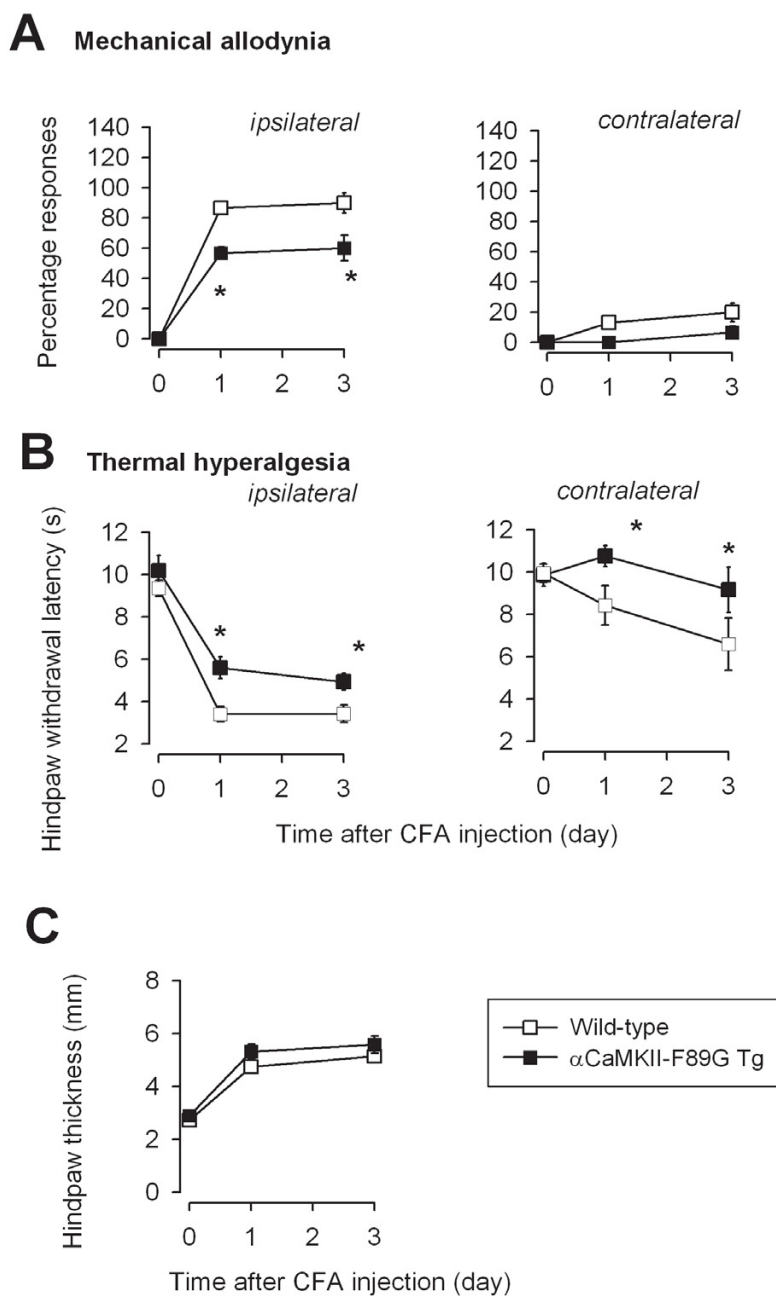 A Mechanical allodynia
ipsilateral
contralateral
Percentage responses
140
120
100
80
60
40
20
0
*
*
0 1 2 3
140
120
100
80
60
40
20
0
0 1 2 3
B Thermal hyperalgesia
ipsilateral
contralateral
Hindpaw withdrawal latency (s)
12
10
8
6
4
2
*
*
0 1 2 3
12
10
8
6
4
2
*
*
0 1 2 3
Time after CFA injection (day)
C
Hindpaw thickness (mm)
8
6
4
2
0
0 1 2 3
Time after CFA injection (day)
Wild-type
αCaMKII-F89G Tg